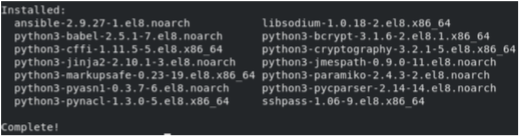 Installed:
ansible-2.9.27-1.el8.noarch libsodium-1.0.18-2.el8.x86_64
python3-babel-2.5.1-7.el8.noarch python3-bcrypt-3.1.6-2.el8.1.x86_64
python3-cffi-1.11.5-5.el8.x86_64 python3-cryptography-3.2.1-5.el8.x86_64
python3-jinja2-2.10.1-3.el8.noarch python3-jmespath-0.9.0-11.el8.noarch
python3-markupsafe-0.23-19.el8.x86_64 python3-paramiko-2.4.3-2.el8.noarch
python3-pyasn1-0.3.7-6.el8.noarch python3-pycparser-2.14-14.el8.noarch
python3-pynacl-1.3.0-5.el8.x86_64 sshpass-1.06-9.el8.x86_64
Complete!